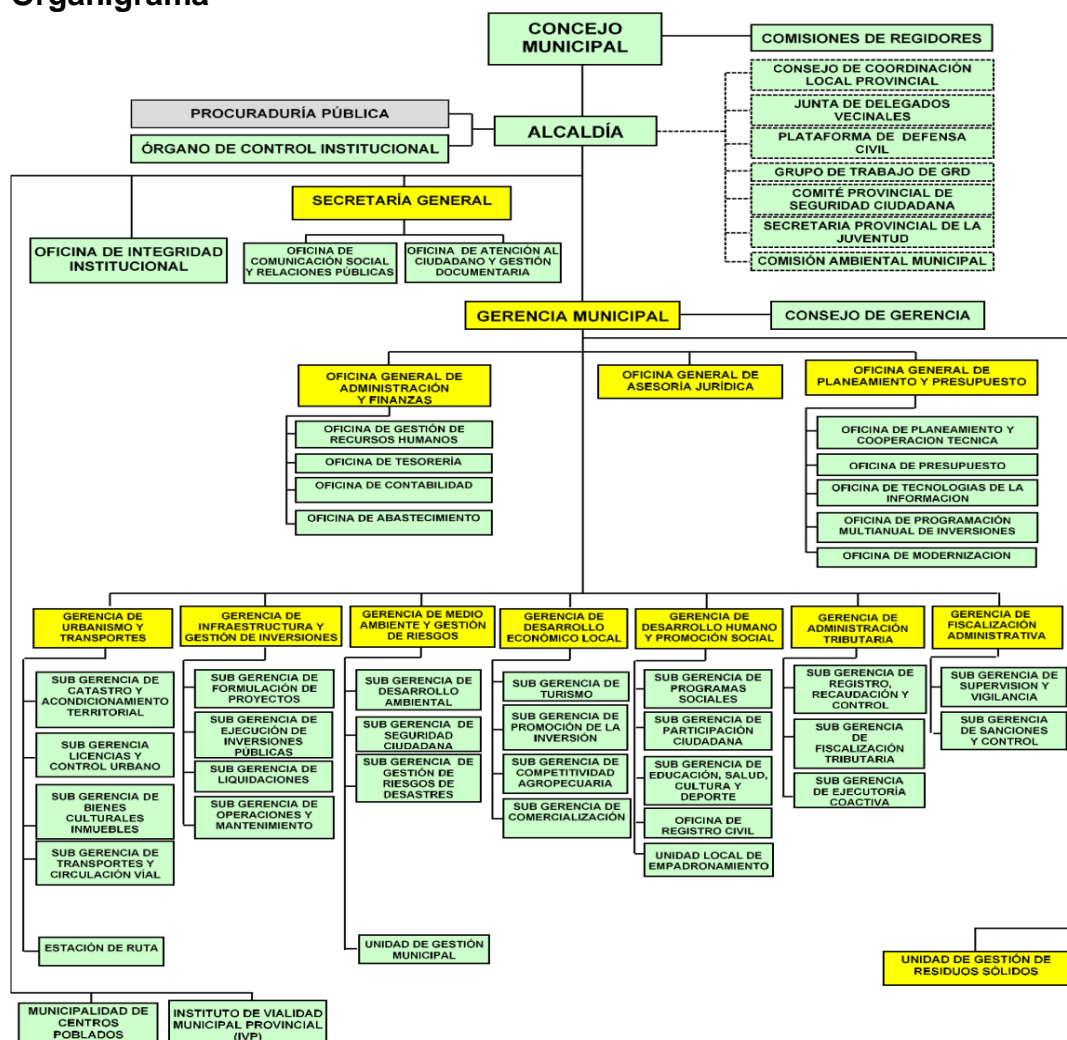 Organigrama
CONCEJO
MUNICIPAL
COMISIONES DE REGIDORES
CONSEJO DE COORDINACIÓN
LOCAL PROVINCIAL
JUNTA DE DELEGADOS
VECINALES
PLATAFORMA DE DEFENSA
CIVIL
GRUPO DE TRABAJO DE GRD
COMITÉ PROVINCIAL DE
SEGURIDAD CIUDADANA
SECRETARIA PROVINCIAL DE LA
JUVENTUD
COMISIÓN AMBIENTAL MUNICIPAL
PROCURADURÍA PÚBLICA
ÓRGANO DE CONTROL INSTITUCIONAL
ALCALDÍA
SECRETARÍA GENERAL
OFICINA DE INTEGRIDAD
INSTITUCIONAL
OFICINA DE
COMUNICACIÓN SOCIAL
Y RELACIONES PÚBLICAS
OFICINA DE ATENCIÓN AL
CIUDADANO Y GESTIÓN
DOCUMENTARIA
GERENCIA MUNICIPAL
CONSEJO DE GERENCIA
OFICINA GENERAL DE
ADMINISTRACIÓN
Y FINANZAS
OFICINA DE GESTIÓN DE
RECURSOS HUMANOS
OFICINA DE TESORERÍA
OFICINA DE CONTABILIDAD
OFICINA DE ABASTECIMIENTO
OFICINA GENERAL DE
ASESORÍA JURÍDICA
OFICINA GENERAL DE
PLANEAMIENTO Y PRESUPUESTO
OFICINA DE PLANEAMIENTO Y
COOPERACION TECNICA
OFICINA DE PRESUPUESTO
OFICINA DE TECNOLOGIAS DE LA
INFORMACION
OFICINA DE PROGRAMACIÓN
MULTIANUAL DE INVERSIONES
OFICINA DE MODERNIZACION
GERENCIA DE
URBANISMO Y
TRANSPORTES
SUB GERENCIA DE
CATASTRO Y
ACONDICIONAMIENTO
TERRITORIAL
SUB GERENCIA
LICENCIAS Y
CONTROL URBANO
SUB GERENCIA DE
BIENES
CULTURALES
INMUEBLES
SUB GERENCIA DE
TRANSPORTES Y
CIRCULACIÓN VÍAL
ESTACIÓN DE RUTA
GERENCIA DE
INFRAESTRUCTURA Y
GESTIÓN DE INVERSIONES
SUB GERENCIA DE
FORMULACIÓN DE
PROYECTOS
SUB GERENCIA DE
EJECUCIÓN DE
INVERSIONES
PÚBLICAS
SUB GERENCIA DE
LIQUIDACIONES
SUB GERENCIA DE
OPERACIONES Y
MANTENIMIENTO
GERENCIA DE MEDIO
AMBIENTE Y GESTIÓN
DE RIESGOS
SUB GERENCIA DE
DESARROLLO
AMBIENTAL
SUB GERENCIA DE
SEGURIDAD
CIUDADANA
SUB GERENCIA DE
GESTIÓN DE
RIESGOS DE
DESASTRES
UNIDAD DE GESTIÓN
MUNICIPAL
GERENCIA DE
DESARROLLO
ECONÓMICO LOCAL
SUB GERENCIA DE
TURISMO
SUB GERENCIA DE
PROMOCIÓN DE LA
INVERSIÓN
SUB GERENCIA DE
COMPETITIVIDAD
AGROPECUARIA
SUB GERENCIA DE
COMERCIALIZACIÓN
GERENCIA DE
DESARROLLO HUMANO
Y PROMOCIÓN SOCIAL
SUB GERENCIA DE
PROGRAMAS
SOCIALES
SUB GERENCIA DE
PARTICIPACIÓN
CIUDADANA
SUB GERENCIA DE
EDUCACIÓN, SALUD,
CULTURA Y
DEPORTE
OFICINA DE
REGISTRO CIVIL
UNIDAD LOCAL DE
EMPADRONAMIENTO
GERENCIA DE
ADMINISTRACIÓN
TRIBUTARIA
SUB GERENCIA DE
REGISTRO,
RECAUDACIÓN Y
CONTROL
SUB GERENCIA
DE
FISCALIZACIÓN
TRIBUTARIA
SUB GERENCIA
DE EJECUTORÍA
COACTIVA
GERENCIA DE
FISCALIZACIÓN
ADMINISTRATIVA
SUB GERENCIA DE
SUPERVISION Y
VIGILANCIA
SUB GERENCIA
DE SANCIONES
Y CONTROL
UNIDAD DE GESTIÓN DE
RESIDUOS SÓLIDOS
MUNICIPALIDAD DE
CENTROS
POBLADOS
INSTITUTO DE VIALIDAD
MUNICIPAL PROVINCIAL
(IVP)